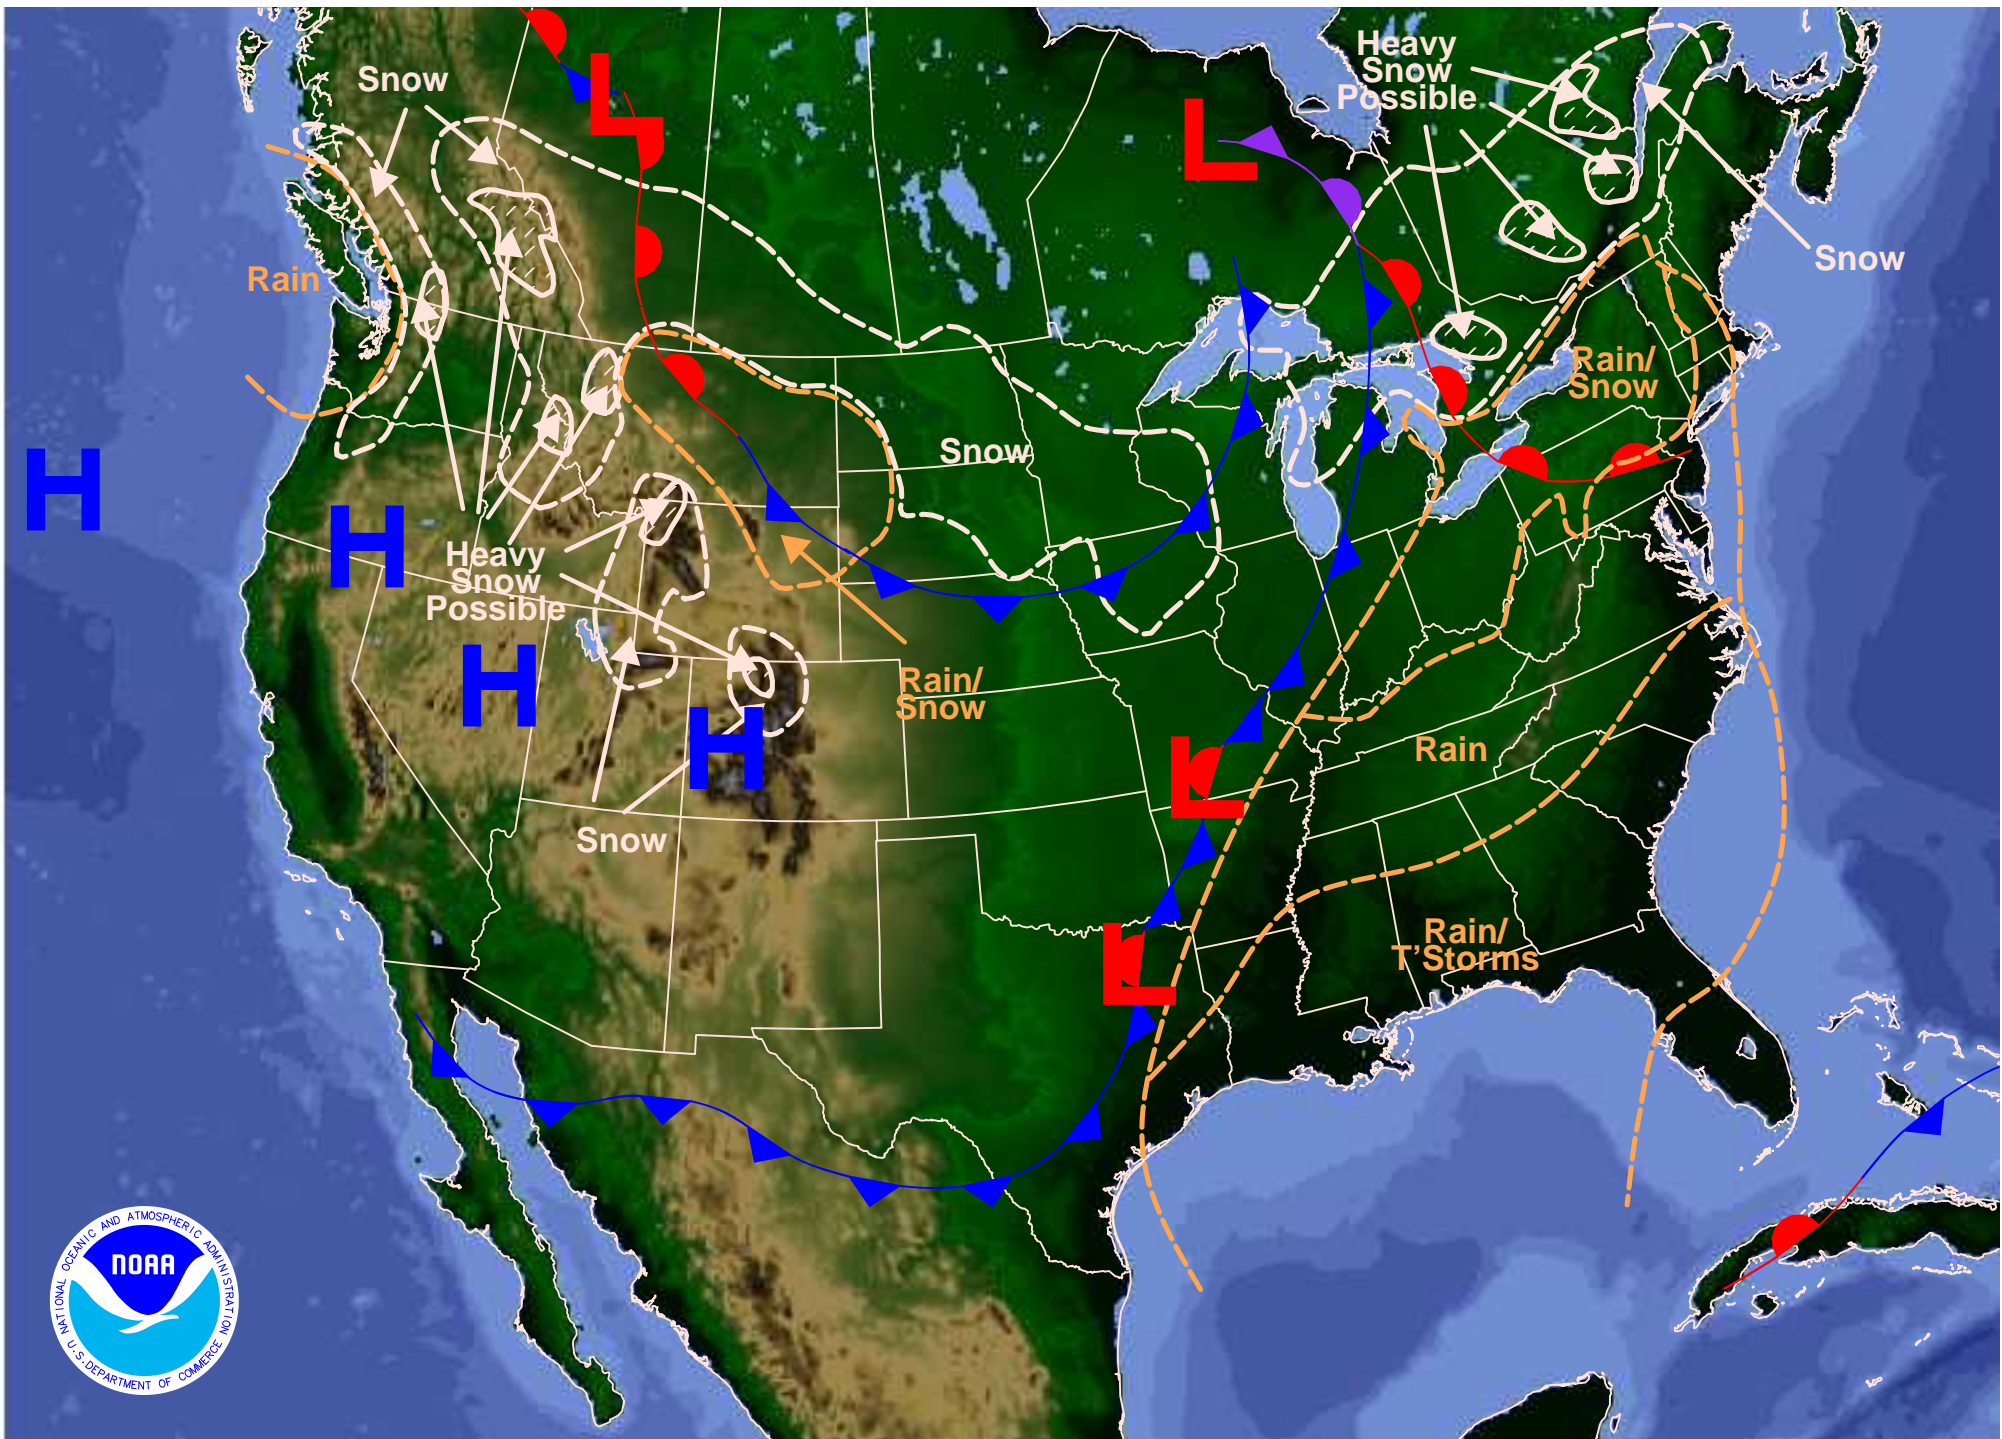 Heavy
Snow
Possible
Snow
L
L
Snow
Rain
Rain/
Snow
Snow
H
H
Heavy
Snow
Possible
H
Rain/
Snow
H
Rain
L
Snow
Rain/
T'Storms
L
NATIONAL OCEANIC AND ATMOSPHERIC ADMINISTRATION
NOAA
U.S. DEPARTMENT OF COMMERCE